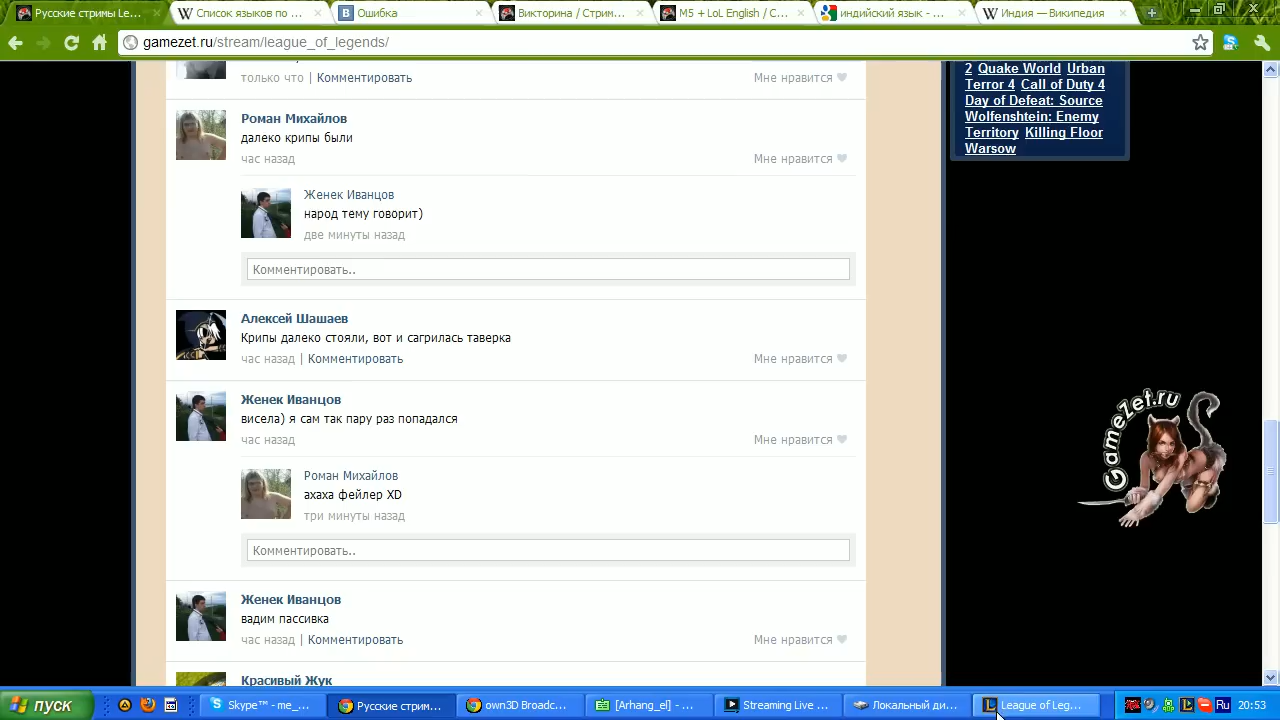 Русские стримы Le...
Список языков по ...
Ошибка
Викторина / Стрим...
M5 + LoL English / С...
индийский язык - ...
Индия — Википедия
gamezet.ru/stream/league_of_legends/
только что | Комментировать
Мне нравится
2 Quake World Urban
Terror 4 Call of Duty 4
Day of Defeat: Source
Wolfenstein: Enemy
Territory Killing Floor
Warsow
Роман Михайлов
далеко крипы были
час назад
Мне нравится
Женек Иванцов
народ тему говорит)
две минуты назад
Комментировать..
Алексей Шашаев
Крипы далеко стояли, вот и сагрилась таверка
час назад | Комментировать
Мне нравится
Женек Иванцов
висела) я сам так пару раз попадался
час назад
Мне нравится
Роман Михайлов
ахаха фейлер XD
три минуты назад
Комментировать..
Женек Иванцов
вадим пассивка
час назад | Комментировать
Мне нравится
Красивый Жук
GameZet.ru
пуск
Skype™ - me_...
Русские стрим...
own3D Broadc...
[Arhang_el] - ...
Streaming Live ...
Локальный ди...
League of Leg...
Ru
20:53